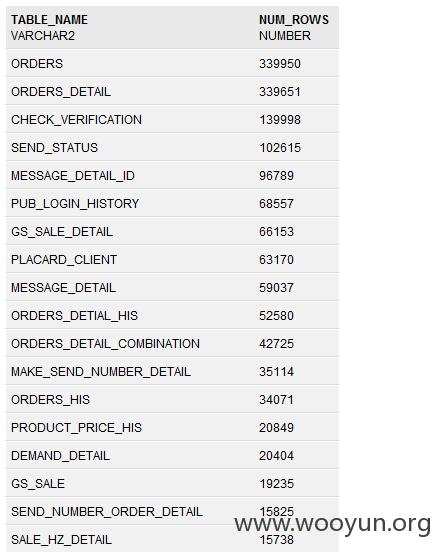 TABLE_NAME NUM_ROWS
VARCHAR2 NUMBER
ORDERS 339950
ORDERS_DETAIL 339651
CHECK_VERIFICATION 139998
SEND_STATUS 102615
MESSAGE_DETAIL_ID 96789
PUB_LOGIN_HISTORY 68557
GS_SALE_DETAIL 66153
PLACARD_CLIENT 63170
MESSAGE_DETAIL 59037
ORDERS_DETIAL_HIS 52580
ORDERS_DETAIL_COMBINATION 42725
MAKE_SEND_NUMBER_DETAIL 35114
ORDERS_HIS 34071
PRODUCT_PRICE_HIS 20849
DEMAND_DETAIL 20404
GS_SALE 19235
SEND_NUMBER_ORDER_DETAIL 15825
www.wooyun.org
SALE_HZ_DETAIL 15738